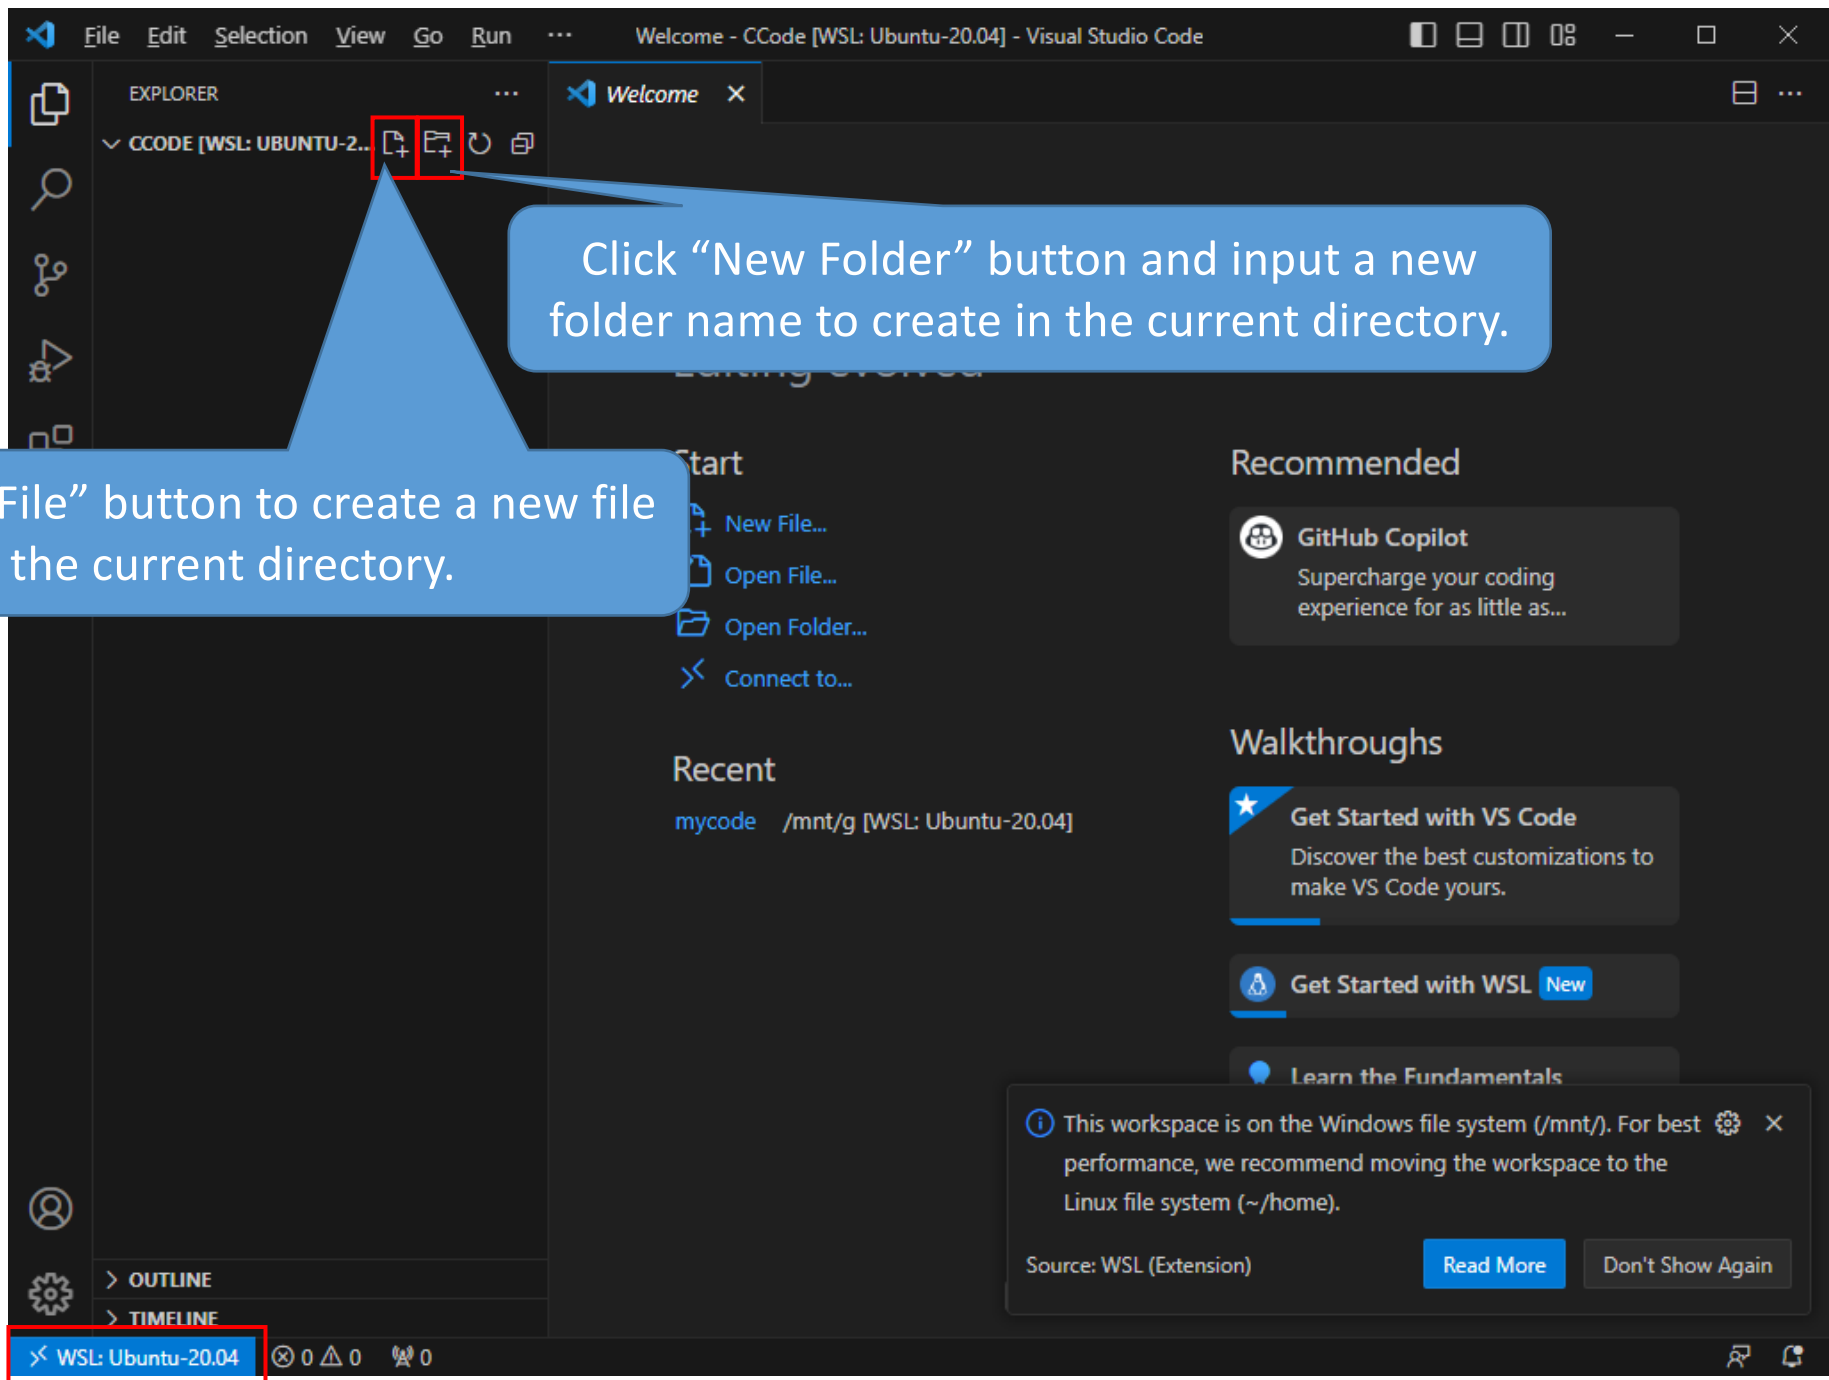 File Edit Selection View Go Run ··· Welcome - CCode [WSL: Ubuntu-20.04] - Visual Studio Code
EXPLORER
Welcome
CCODE [WSL: UBUNTU-2...
Click “New Folder” button and input a new
folder name to create in the current directory.
File” button to create a new file
the current directory.
Start
New File...
Open File...
Open Folder...
Connect to...
Recent
mycode /mnt/g [WSL: Ubuntu-20.04]
Recommended
GitHub Copilot
Supercharge your coding
experience for as little as...
Walkthroughs
Get Started with VS Code
Discover the best customizations to
make VS Code yours.
Get Started with WSL New
Learn the Fundamentals
This workspace is on the Windows file system (/mnt/). For best
performance, we recommend moving the workspace to the
Linux file system (~/home).
Source: WSL (Extension) Read More Don't Show Again
OUTLINE
TIMELINE
WSL: Ubuntu-20.04 0 0 0